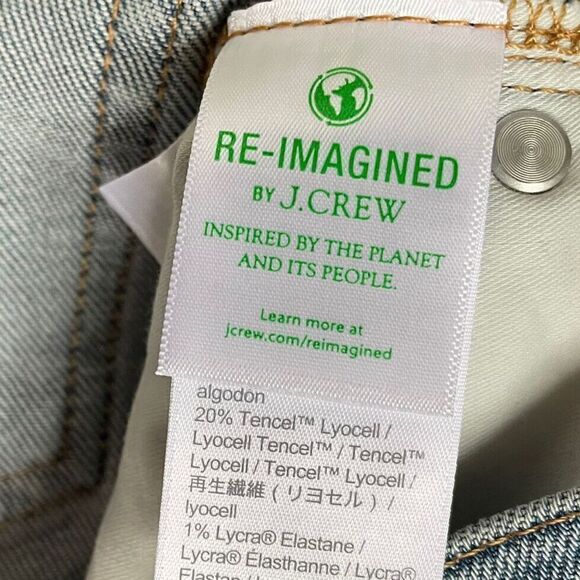 RE-IMAGINED
BY J.CREW
INSPIRED BY THE PLANET
AND ITS PEOPLE.
Learn more at
jcrew.com/reimagined
algodon
20% Tencel™ Lyocell /
Lyocell Tencel™ / Tencel™
Lyocell / Tencel™ Lyocell /
再生繊維（リヨセル）/
lyocell
1% Lycra® Elastane /
Lycra® Élasthanne / Lycra®
Elastan /